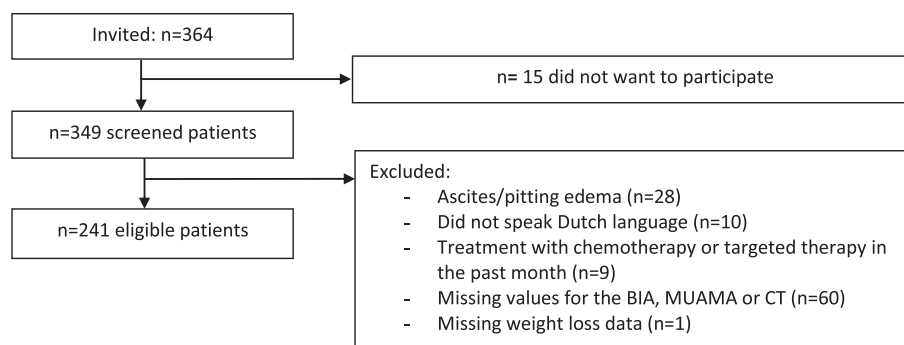 Invited: n=364
n= 15 did not want to participate
n=349 screened patients
Excluded:
- Ascites/pitting edema (n=28)
- Did not speak Dutch language (n=10)
- Treatment with chemotherapy or targeted therapy in
the past month (n=9)
- Missing values for the BIA, MUAMA or CT (n=60)
- Missing weight loss data (n=1)
n=241 eligible patients